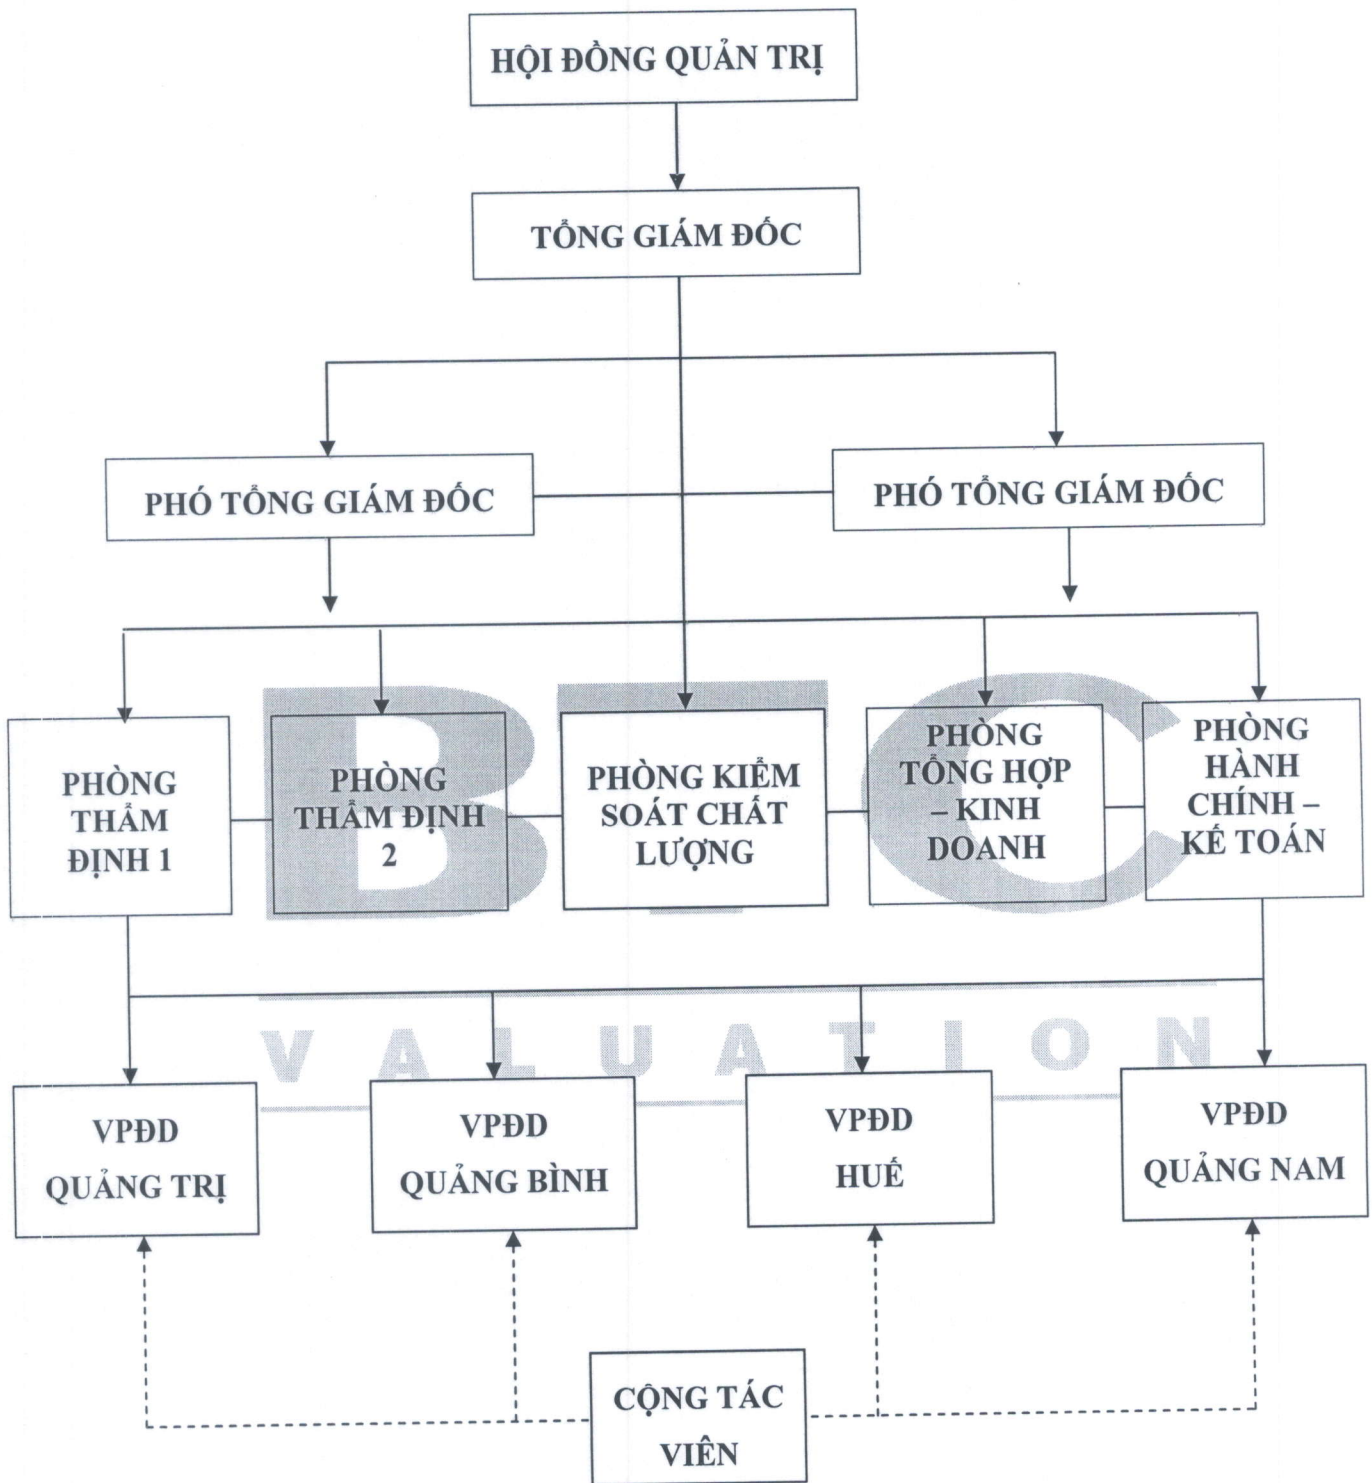 HỘI ĐỒNG QUẢN TRỊ
TỔNG GIÁM ĐỐC
PHÓ TỔNG GIÁM ĐỐC
PHÓ TỔNG GIÁM ĐỐC
PHÒNG
THẨM
ĐỊNH 1
PHÒNG
THẨM ĐỊNH
2
PHÒNG KIỂM
SOÁT CHẤT
LƯỢNG
PHÒNG
TỔNG HỢP
– KINH
DOANH
PHÒNG
HÀNH
CHÍNH –
KẾ TOÁN
BTC
VALUATION
VPĐD
QUẢNG TRỊ
VPĐD
QUẢNG BÌNH
VPĐD
HUẾ
VPĐD
QUẢNG NAM
CỘNG TÁC
VIÊN